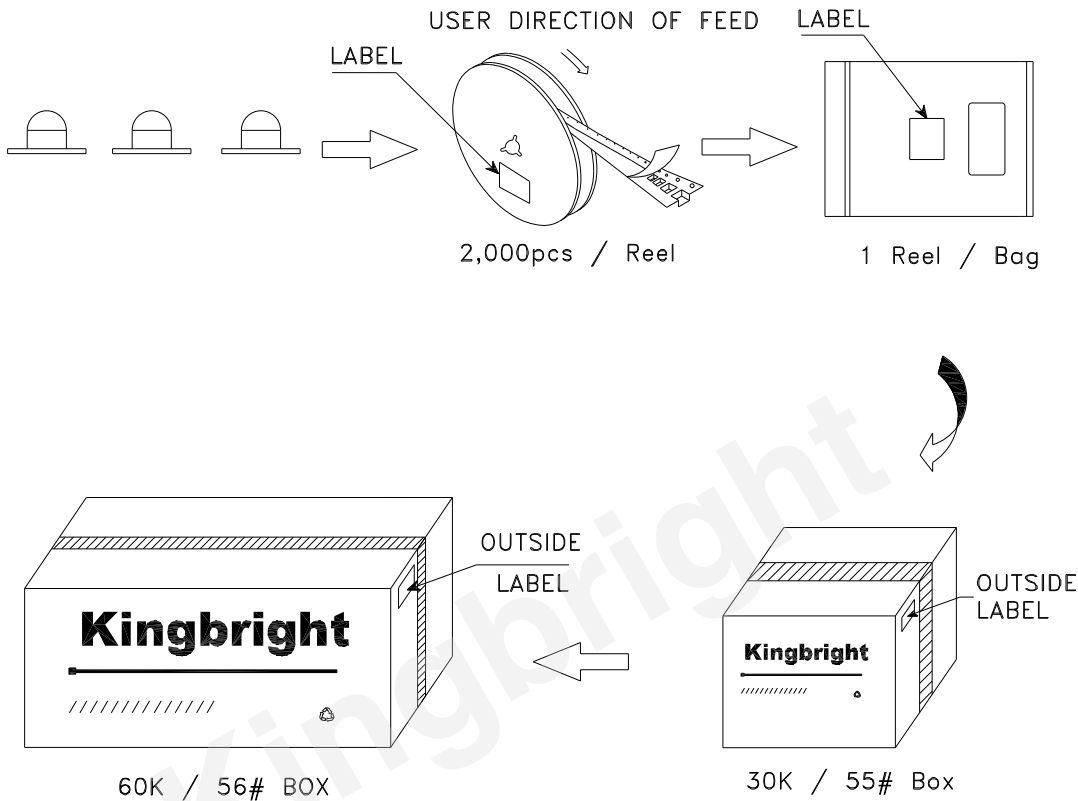 USER DIRECTION OF FEED
LABEL
LABEL
2,000pcs / Reel
1 Reel / Bag
OUTSIDE
LABEL
Kingbright
60K / 56# BOX
OUTSIDE
LABEL
Kingbright
30K / 55# Box
Kingbright